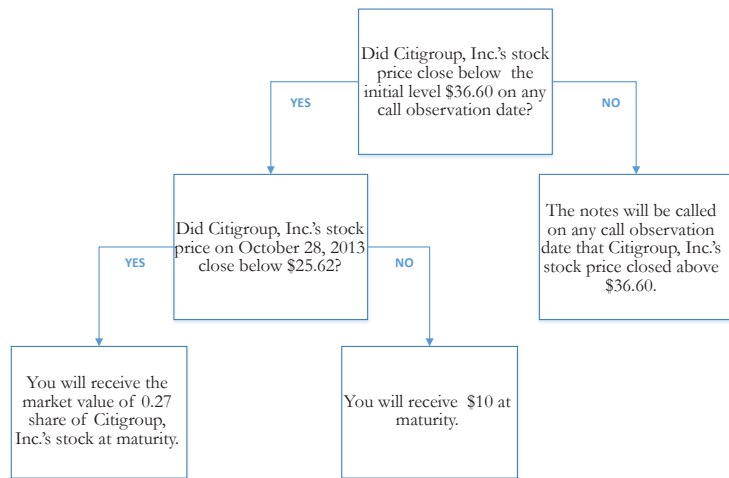 Did Citigroup, Inc.'s stock
price close below the
initial level $36.60 on any
call observation date?
YES
NO
Did Citigroup, Inc.'s stock
price on October 28, 2013
close below $25.62?
The notes will be called
on any call observation
date that Citigroup, Inc.'s
stock price closed above
$36.60.
YES
NO
You will receive the
market value of 0.27
share of Citigroup,
Inc.'s stock at maturity.
You will receive $10 at
maturity.